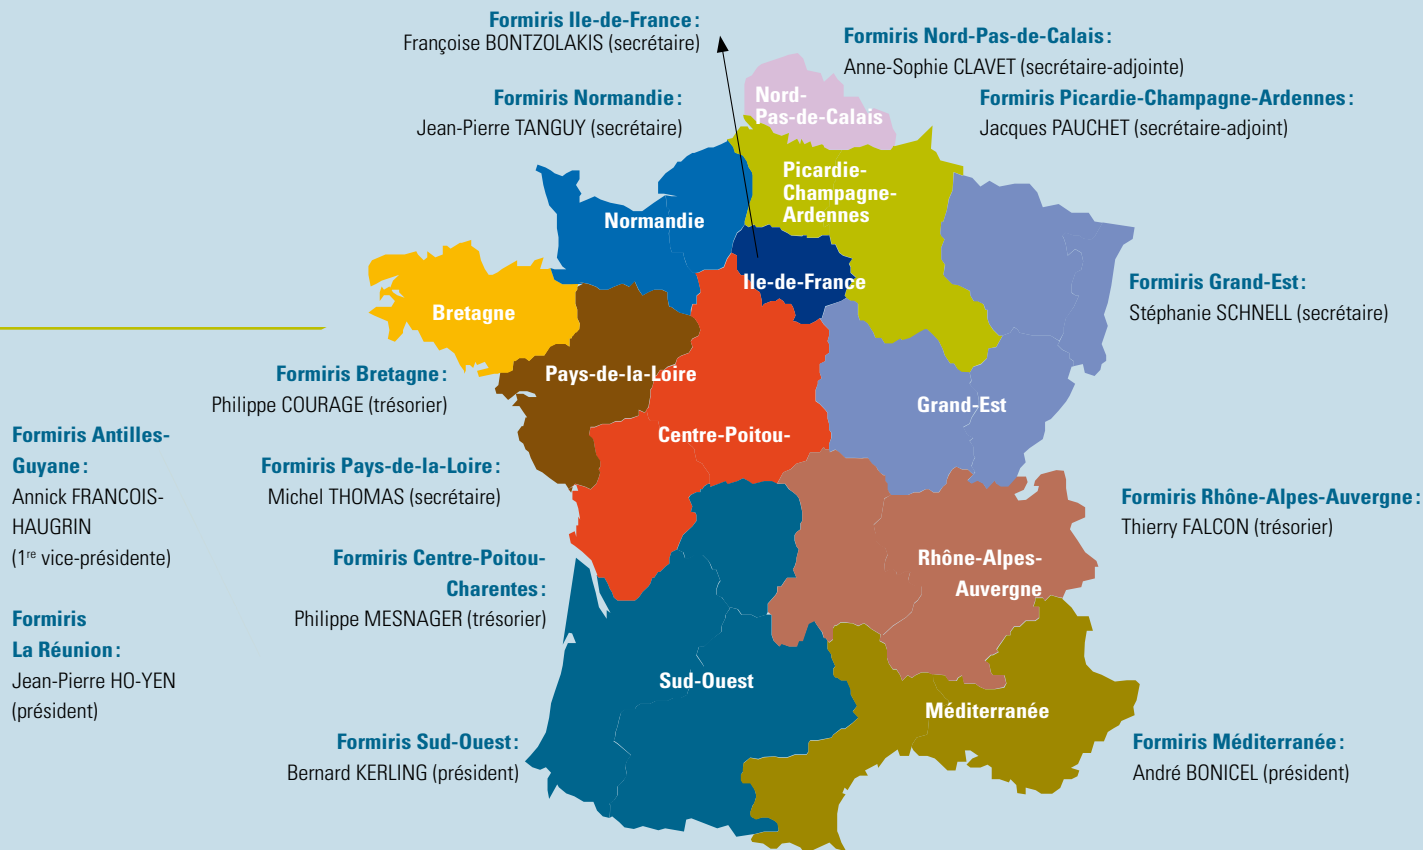 Formiris Ile-de-France :
Françoise BONTZOLAKIS (secrétaire)
Formiris Nord-Pas-de-Calais :
Anne-Sophie CLAVET (secrétaire-adjointe)
Formiris Normandie :
Jean-Pierre TANGUY (secrétaire)
Formiris Picardie-Champagne-Ardennes :
Jacques PAUCHET (secrétaire-adjoint)
Nord-
Pas-de-Calais
Picardie-
Champagne-
Ardennes
Normandie
Ile-de-France
Bretagne
Formiris Grand-Est :
Stéphanie SCHNELL (secrétaire)
Formiris Bretagne :
Philippe COURAGE (trésorier)
Pays-de-la-Loire
Grand-Est
Centre-Poitou-
Formiris Antilles-
Guyane :
Annick FRANCOIS-
HAUGRIN
(1re vice-présidente)
Formiris Pays-de-la-Loire :
Michel THOMAS (secrétaire)
Formiris Rhône-Alpes-Auvergne :
Thierry FALCON (trésorier)
Formiris Centre-Poitou-
Charentes :
Philippe MESNAGER (trésorier)
Rhône-Alpes-
Auvergne
Formiris
La Réunion :
Jean-Pierre HO-YEN
(président)
Sud-Ouest
Méditerranée
Formiris Sud-Ouest :
Bernard KERLING (président)
Formiris Méditerranée :
André BONICEL (président)